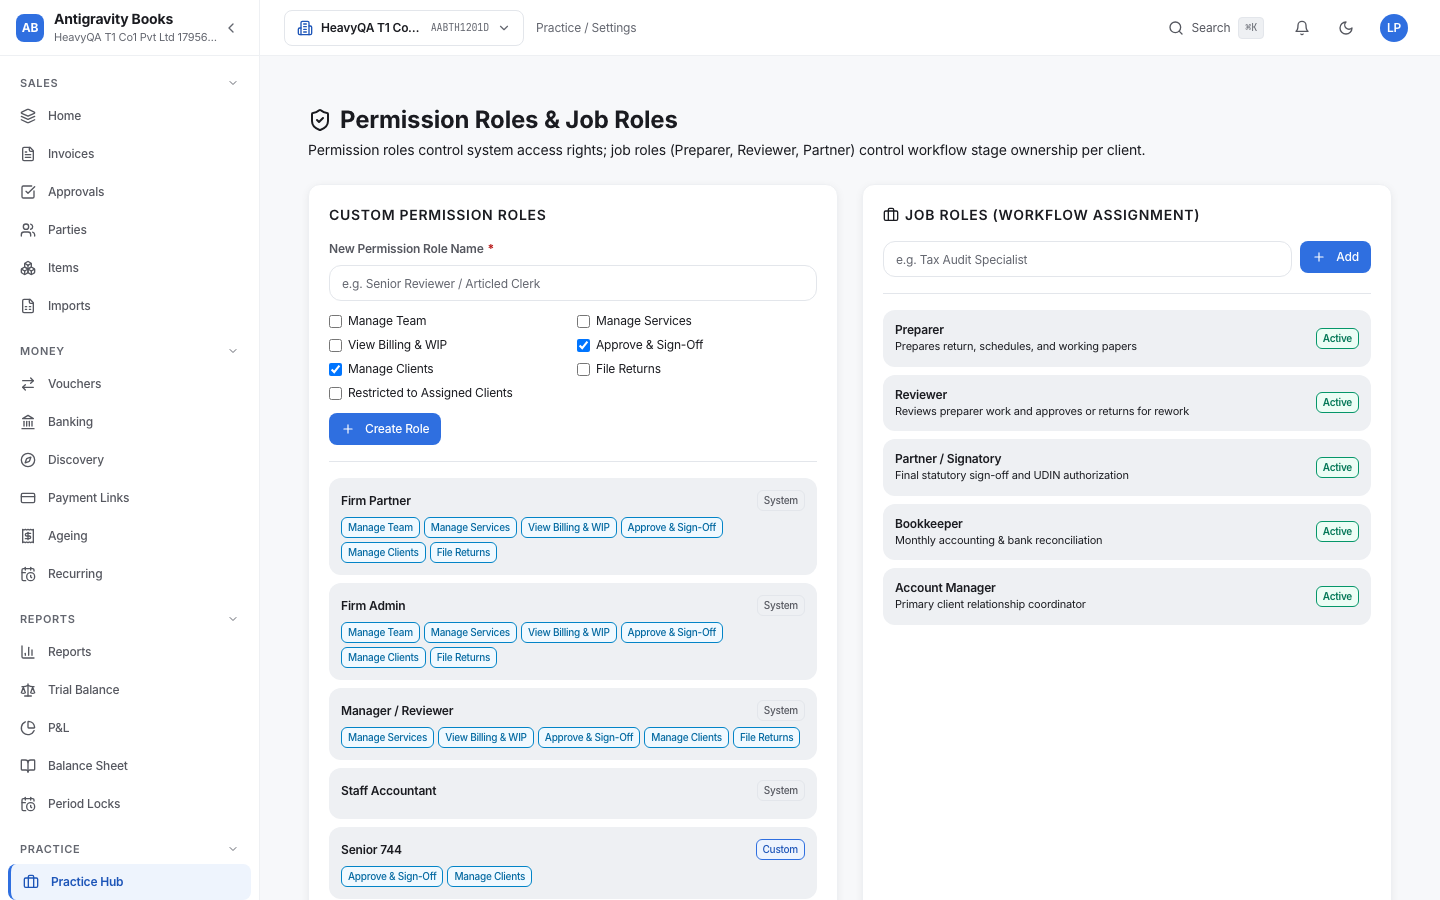 AB
Antigravity Books
HeavyQA T1 Co1 Pvt Ltd 17956...
HeavyQA T1 Co...
AABTH1201D
Practice / Settings
Search
⌘K
LP
SALES
Home
Invoices
Approvals
Parties
Items
Imports
MONEY
Vouchers
Banking
Discovery
Payment Links
Ageing
Recurring
REPORTS
Reports
Trial Balance
P&L
Balance Sheet
Period Locks
PRACTICE
Practice Hub
Permission Roles & Job Roles
Permission roles control system access rights; job roles (Preparer, Reviewer, Partner) control workflow stage ownership per client.
CUSTOM PERMISSION ROLES
New Permission Role Name *
e.g. Senior Reviewer / Articled Clerk
Manage Team
Manage Services
View Billing & WIP
Approve & Sign-Off
Manage Clients
File Returns
Restricted to Assigned Clients
Create Role
Firm Partner
System
Manage Team
Manage Services
View Billing & WIP
Approve & Sign-Off
Manage Clients
File Returns
Firm Admin
System
Manage Team
Manage Services
View Billing & WIP
Approve & Sign-Off
Manage Clients
File Returns
Manager / Reviewer
System
Manage Services
View Billing & WIP
Approve & Sign-Off
Manage Clients
File Returns
Staff Accountant
System
Senior 744
Custom
Approve & Sign-Off
Manage Clients
JOB ROLES (WORKFLOW ASSIGNMENT)
e.g. Tax Audit Specialist
Add
Preparer
Prepares return, schedules, and working papers
Active
Reviewer
Reviews preparer work and approves or returns for rework
Active
Partner / Signatory
Final statutory sign-off and UDIN authorization
Active
Bookkeeper
Monthly accounting & bank reconciliation
Active
Account Manager
Primary client relationship coordinator
Active